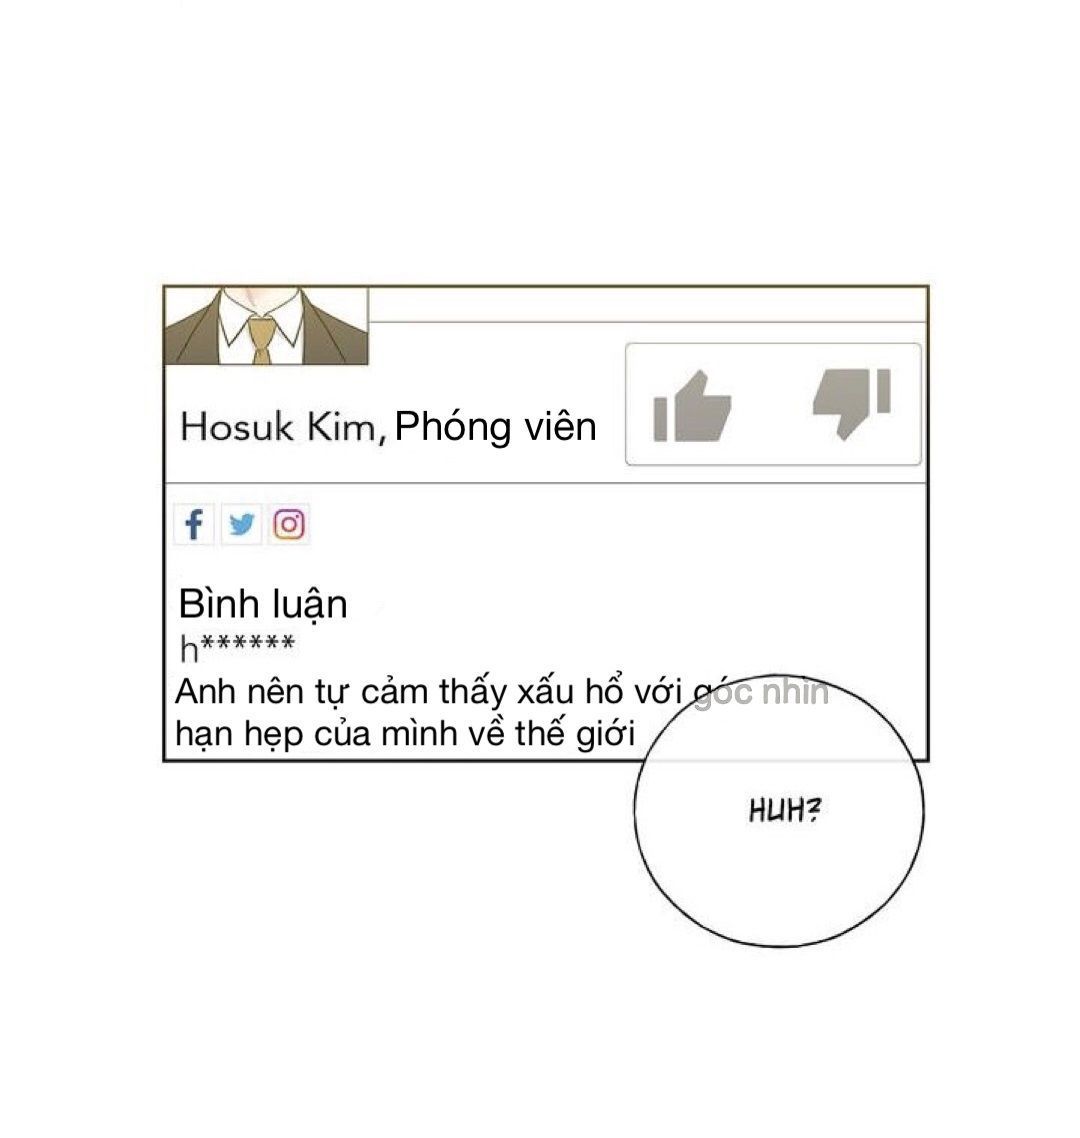 Hosuk Kim, Phóng viên
Bình luận
h******
Anh nên tự cảm thấy xấu hổ với góc nhìn
hạn hẹp của mình về thế giới
HUH?